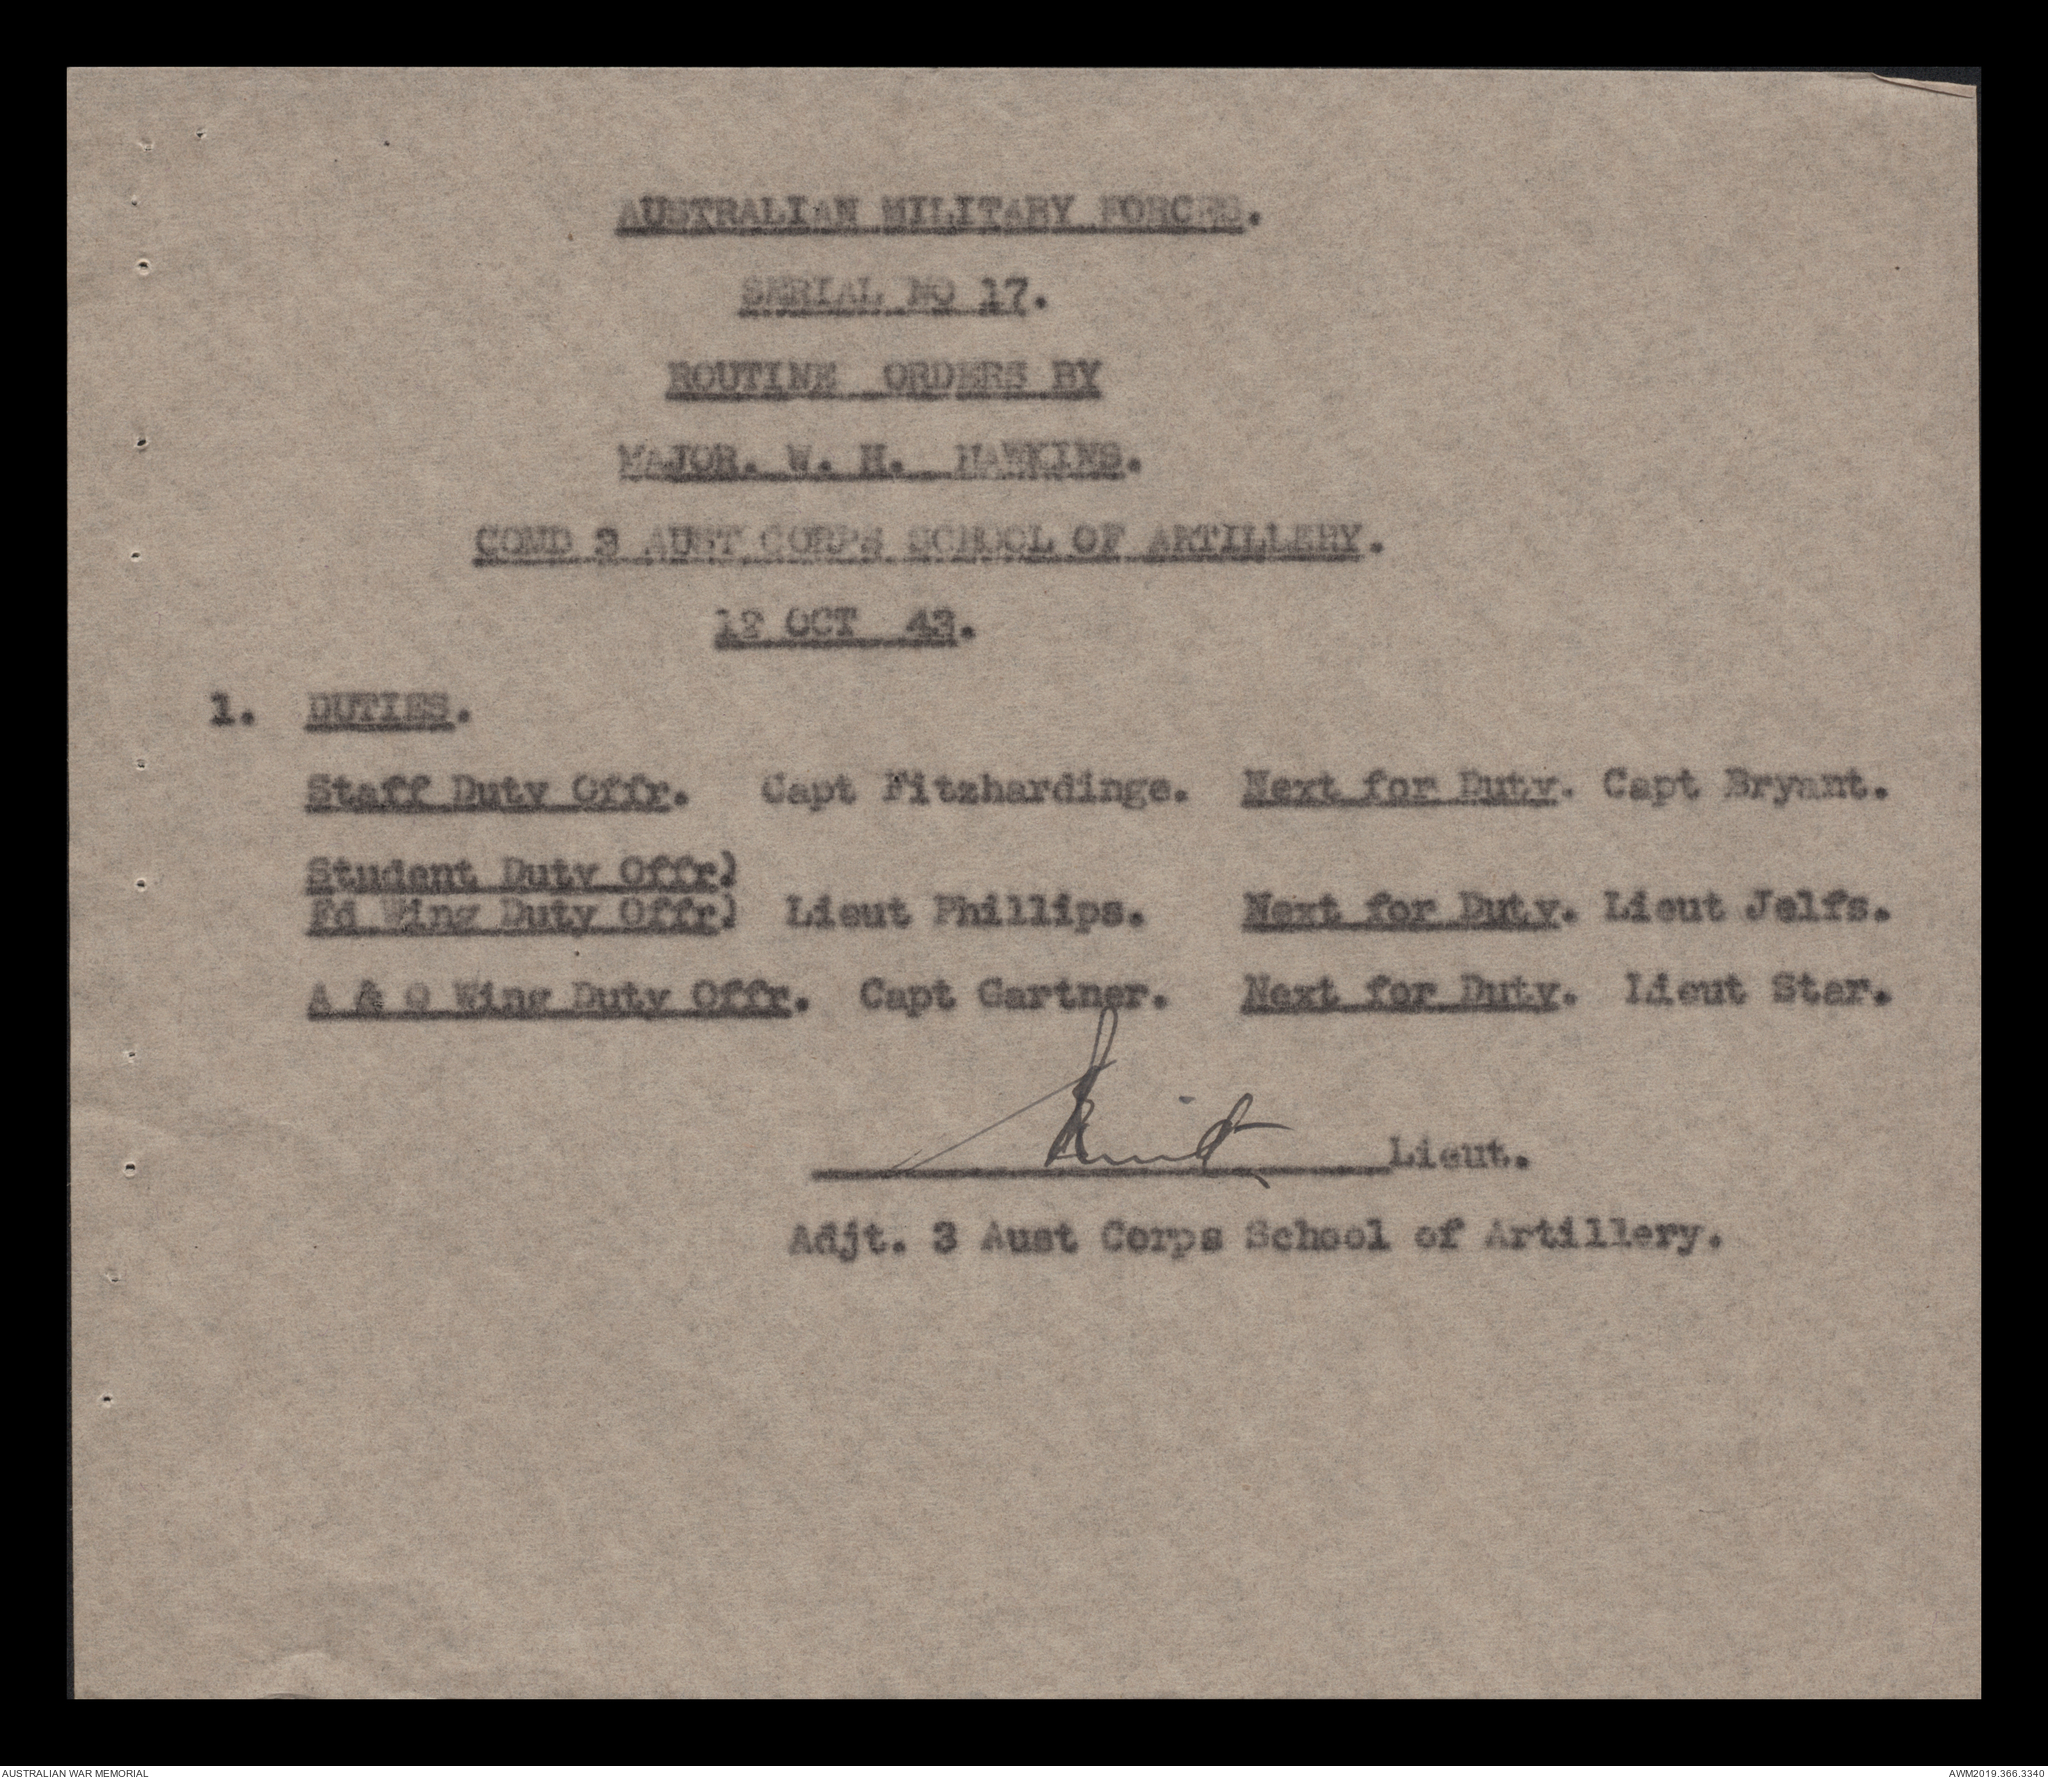 AUSTRALIAN MILITARY FORCES.
SERIAL NO 17.
ROUTINE ORDERS BY
MAJOR. W. H. HAWKINS.
COMD 3 AUST CORPS SCHOOL OF ARTILLERY.
12 OCT 43.
1. DUTIES.
Staff Duty Offr. Capt Fitzhardinge. Next for Duty. Capt Bryant.
Student Duty Offr)
Fd Wing Duty Offr) Lieut Phillips. Next for Duty. Lieut Jelfs.
A & O Wing Duty Offr. Capt Gartner. Next for Duty. Lieut Star.
Lieut.
Adjt. 3 Aust Corps School of Artillery.
AUSTRALIAN WAR MEMORIAL
AWM2019.366.3340